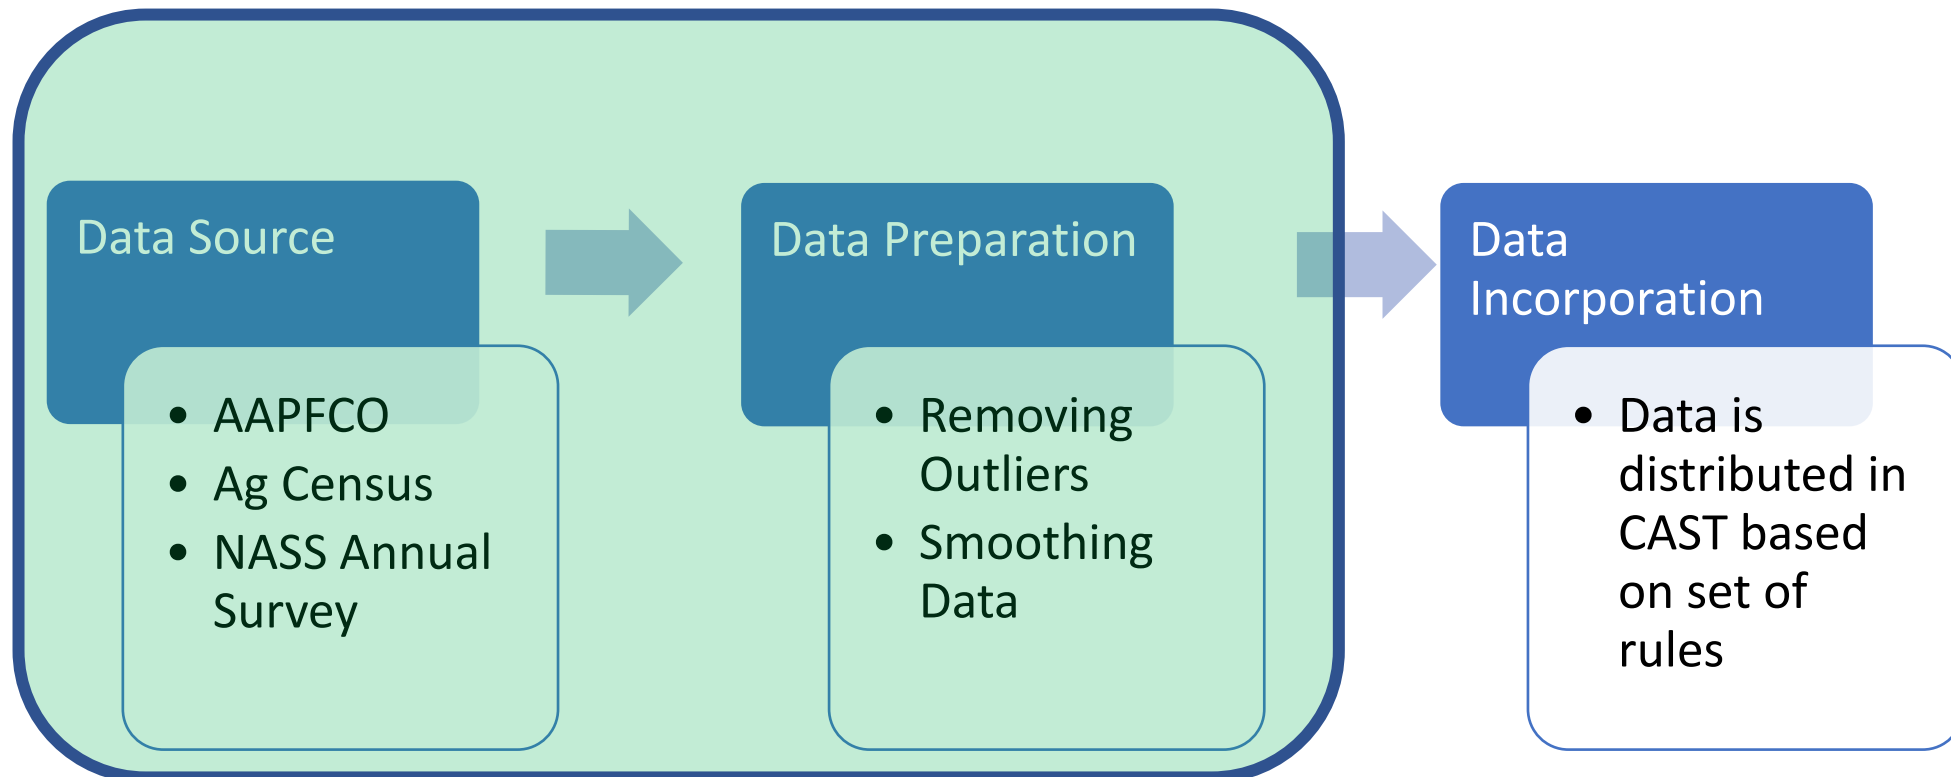 Data Source
• AAPFCO
• Ag Census
• NASS Annual
Survey
Data Preparation
• Removing
Outliers
• Smoothing
Data
Data
Incorporation
• Data is
distributed in
CAST based
on set of
rules